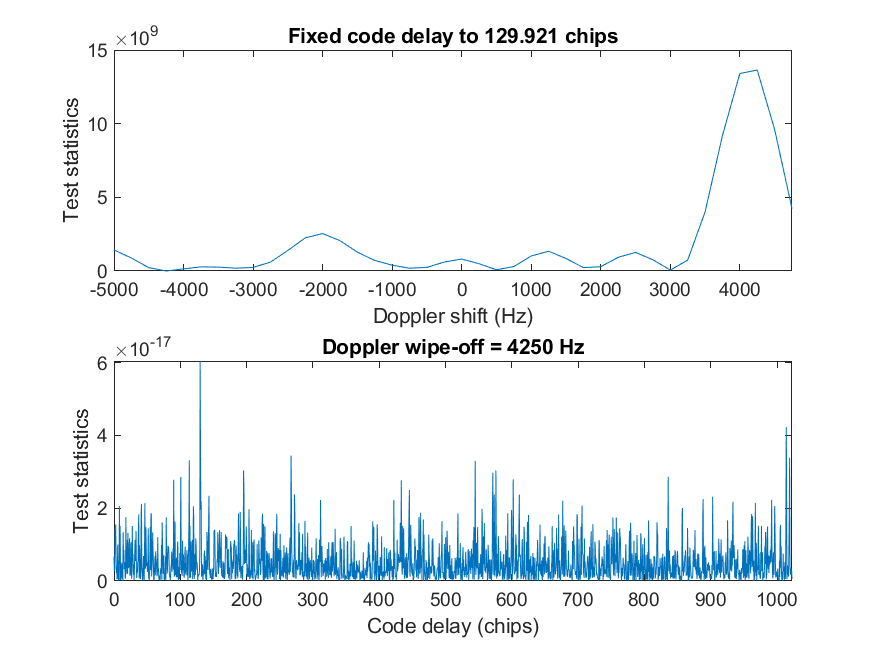 ×10^9
Fixed code delay to 129.921 chips
15
10
5
0
Test statistics
-5000 -4000 -3000 -2000 -1000 0 1000 2000 3000 4000
Doppler shift (Hz)
×10^-17
Doppler wipe-off = 4250 Hz
6
4
2
0
Test statistics
0 100 200 300 400 500 600 700 800 900 1000
Code delay (chips)